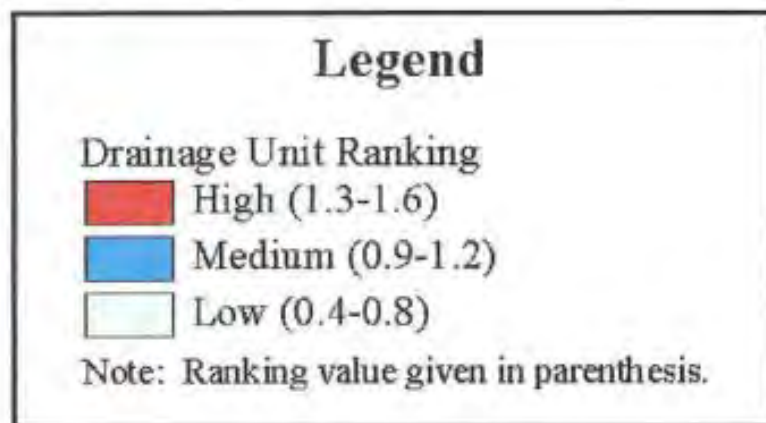 Legend
Drainage Unit Ranking
High (1.3-1.6)
Medium (0.9-1.2)
Low (0.4-0.8)
Note: Ranking value given in parenthesis.